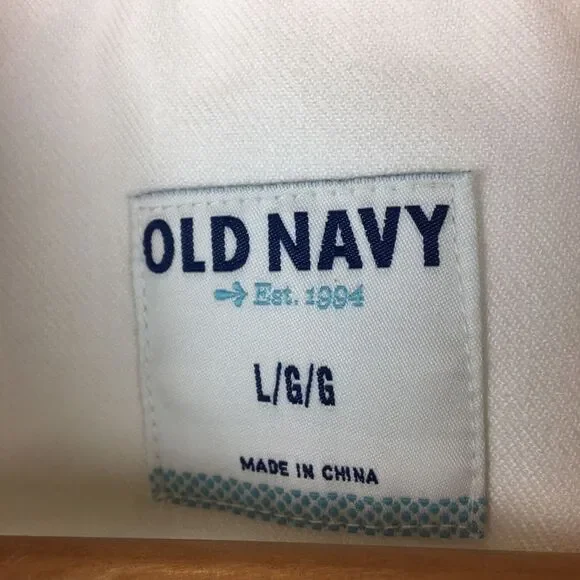 OLD NAVY
Est. 1994
L/G/G
MADE IN CHINA